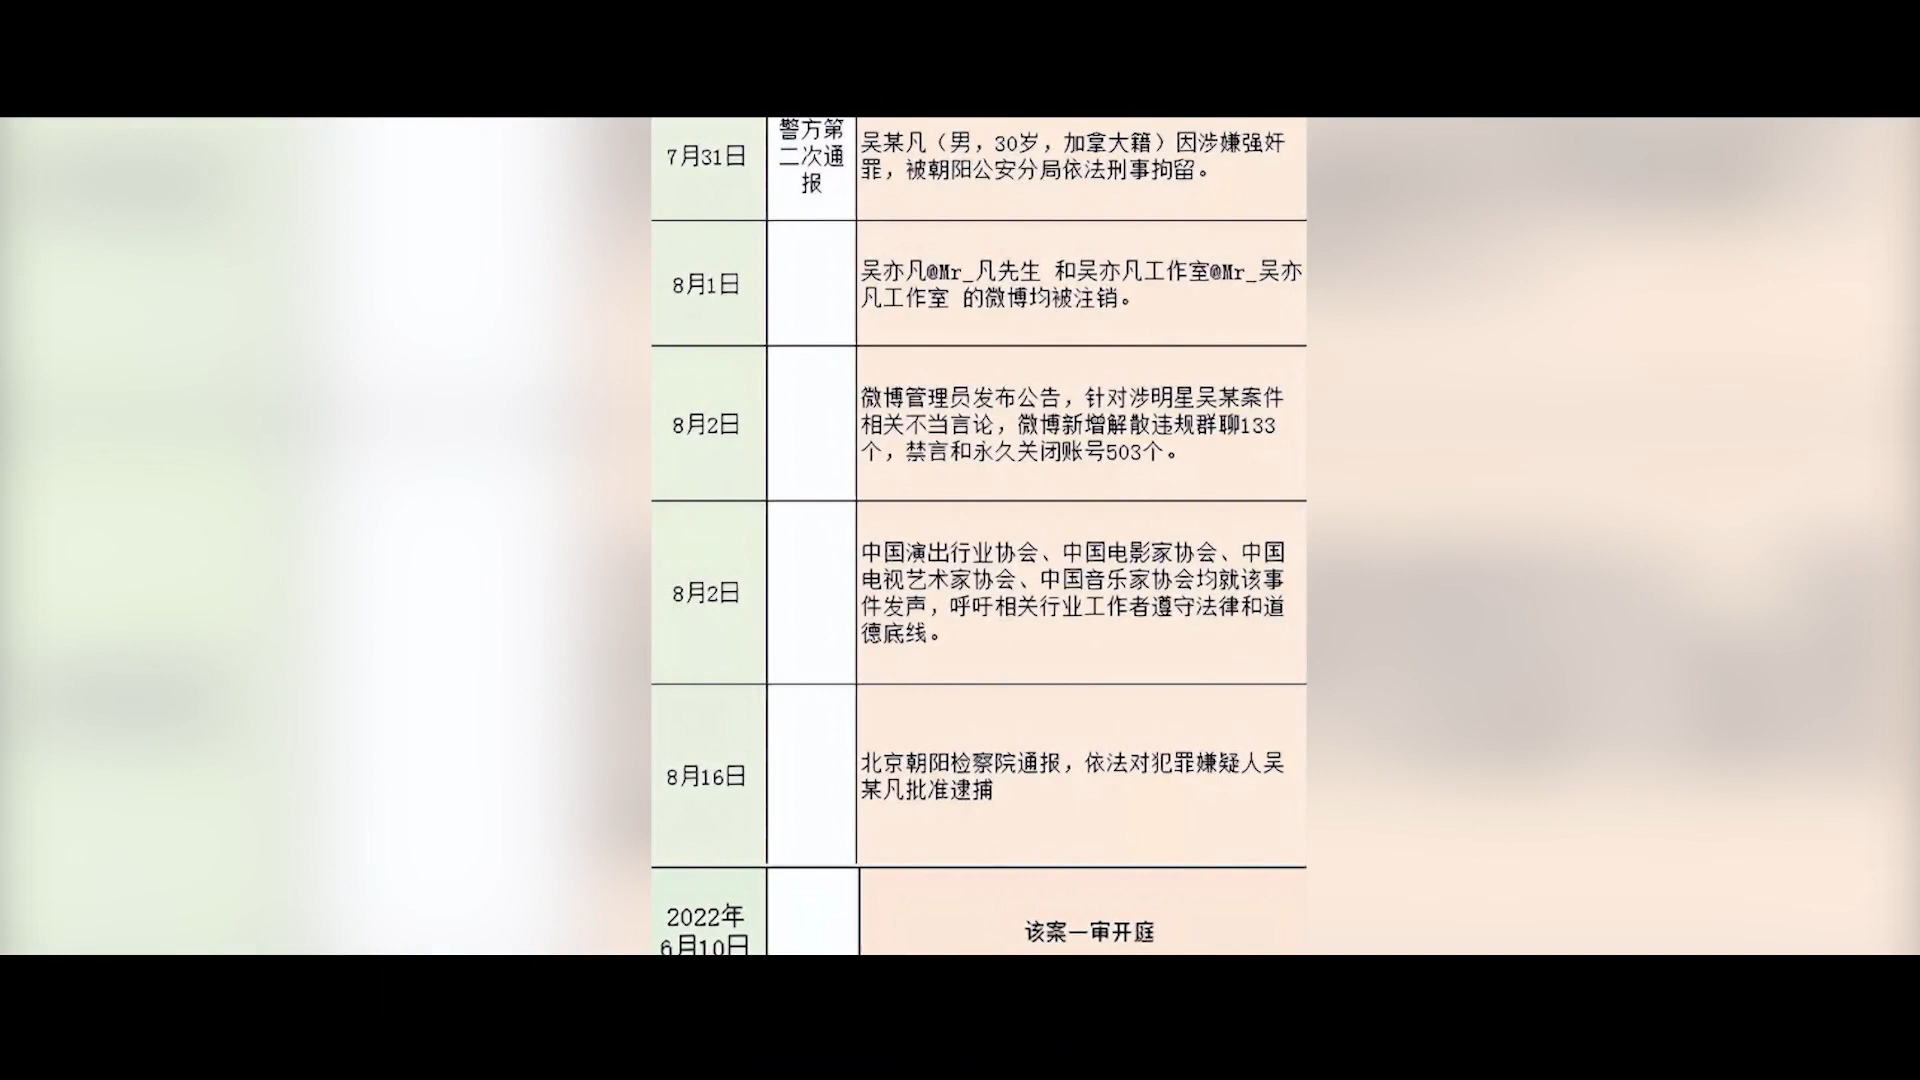 7月31日
警方第
二次通
报
吴某凡（男，30岁，加拿大籍）因涉嫌强奸
罪，被朝阳公安分局依法刑事拘留。
8月1日
吴亦凡@Mr_凡先生 和吴亦凡工作室@Mr_吴亦
凡工作室 的微博均被注销。
8月2日
微博管理员发布公告，针对涉明星吴某案件
相关不当言论，微博新增解散违规群聊133
个，禁言和永久关闭账号503个。
8月2日
中国演出行业协会、中国电影家协会、中国
电视艺术家协会、中国音乐家协会均就该事
件发声，呼吁相关行业工作者遵守法律和道
德底线。
8月16日
北京朝阳检察院通报，依法对犯罪嫌疑人吴
某凡批准逮捕
2022年
6月10日
该案一审开庭